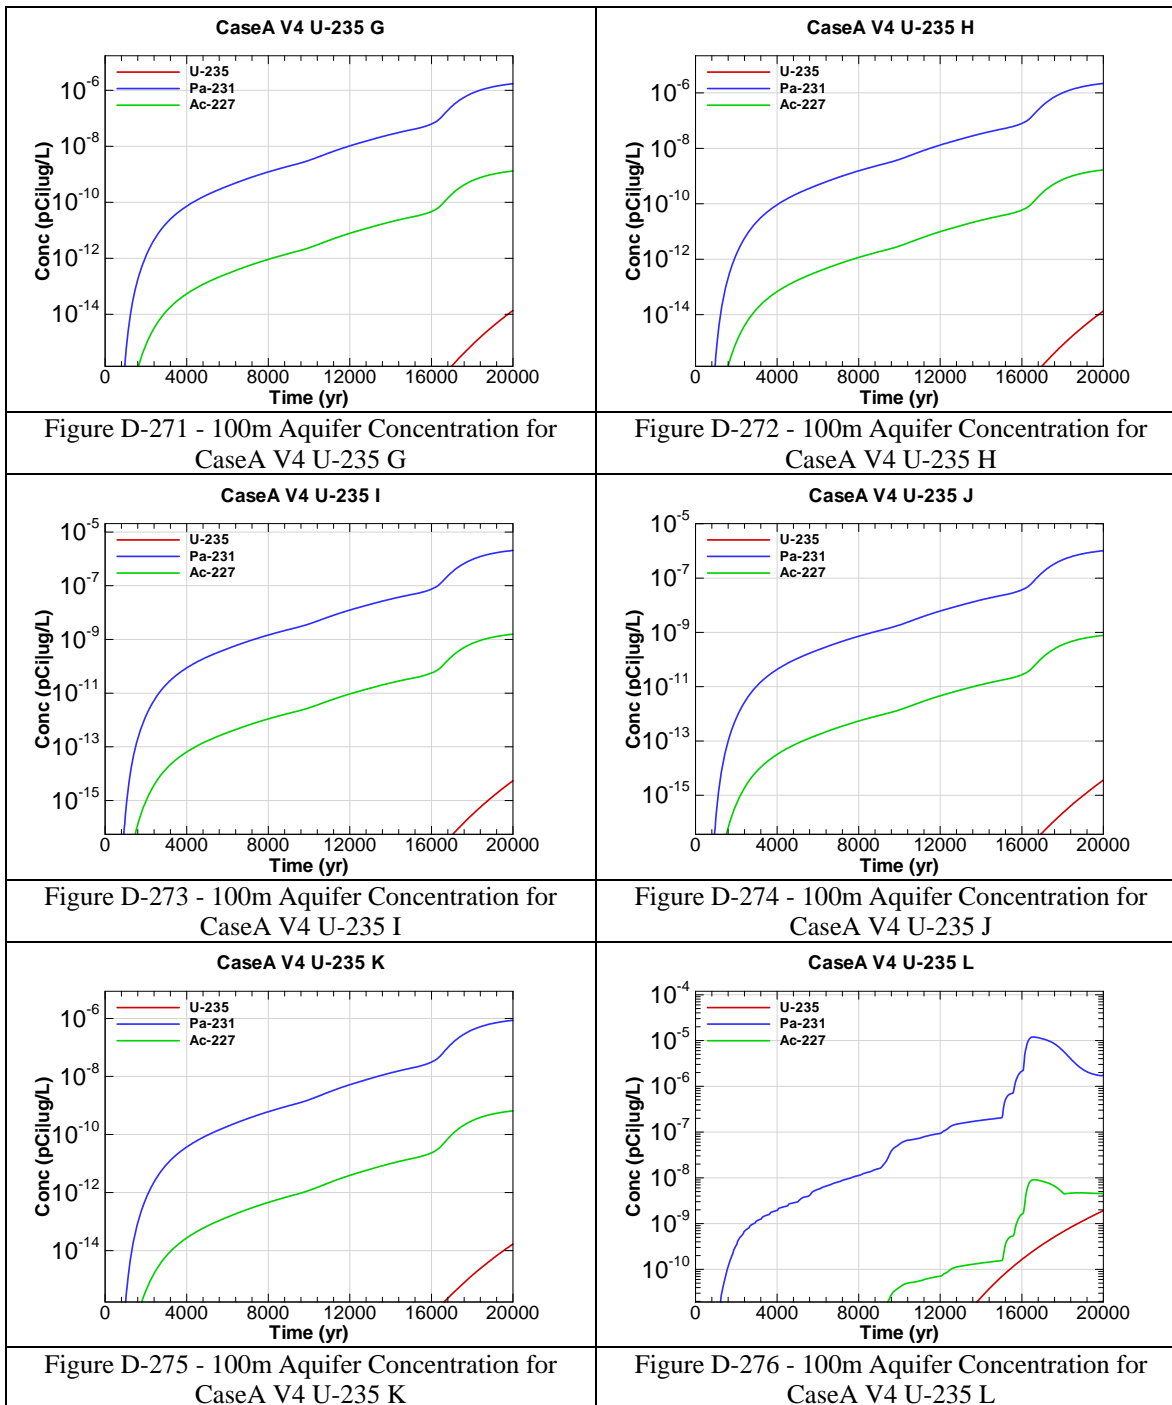 CaseA V4 U-235 G
U-235
Pa-231
Ac-227
10-6
10-8
10-10
10-12
10-14
Conc (pCi|ug/L)
0 4000 8000 12000 16000 20000
Time (yr)
Figure D-271 - 100m Aquifer Concentration for
CaseA V4 U-235 G
CaseA V4 U-235 H
U-235
Pa-231
Ac-227
10-6
10-8
10-10
10-12
10-14
Conc (pCi|ug/L)
0 4000 8000 12000 16000 20000
Time (yr)
Figure D-272 - 100m Aquifer Concentration for
CaseA V4 U-235 H
CaseA V4 U-235 I
U-235
Pa-231
Ac-227
10-5
10-7
10-9
10-11
10-13
10-15
Conc (pCi|ug/L)
0 4000 8000 12000 16000 20000
Time (yr)
Figure D-273 - 100m Aquifer Concentration for
CaseA V4 U-235 I
CaseA V4 U-235 J
U-235
Pa-231
Ac-227
10-5
10-7
10-9
10-11
10-13
10-15
Conc (pCi|ug/L)
0 4000 8000 12000 16000 20000
Time (yr)
Figure D-274 - 100m Aquifer Concentration for
CaseA V4 U-235 J
CaseA V4 U-235 K
U-235
Pa-231
Ac-227
10-6
10-8
10-10
10-12
10-14
Conc (pCi|ug/L)
0 4000 8000 12000 16000 20000
Time (yr)
Figure D-275 - 100m Aquifer Concentration for
CaseA V4 U-235 K
CaseA V4 U-235 L
U-235
Pa-231
Ac-227
10-4
10-5
10-6
10-7
10-8
10-9
10-10
Conc (pCi|ug/L)
0 4000 8000 12000 16000 20000
Time (yr)
Figure D-276 - 100m Aquifer Concentration for
CaseA V4 U-235 L